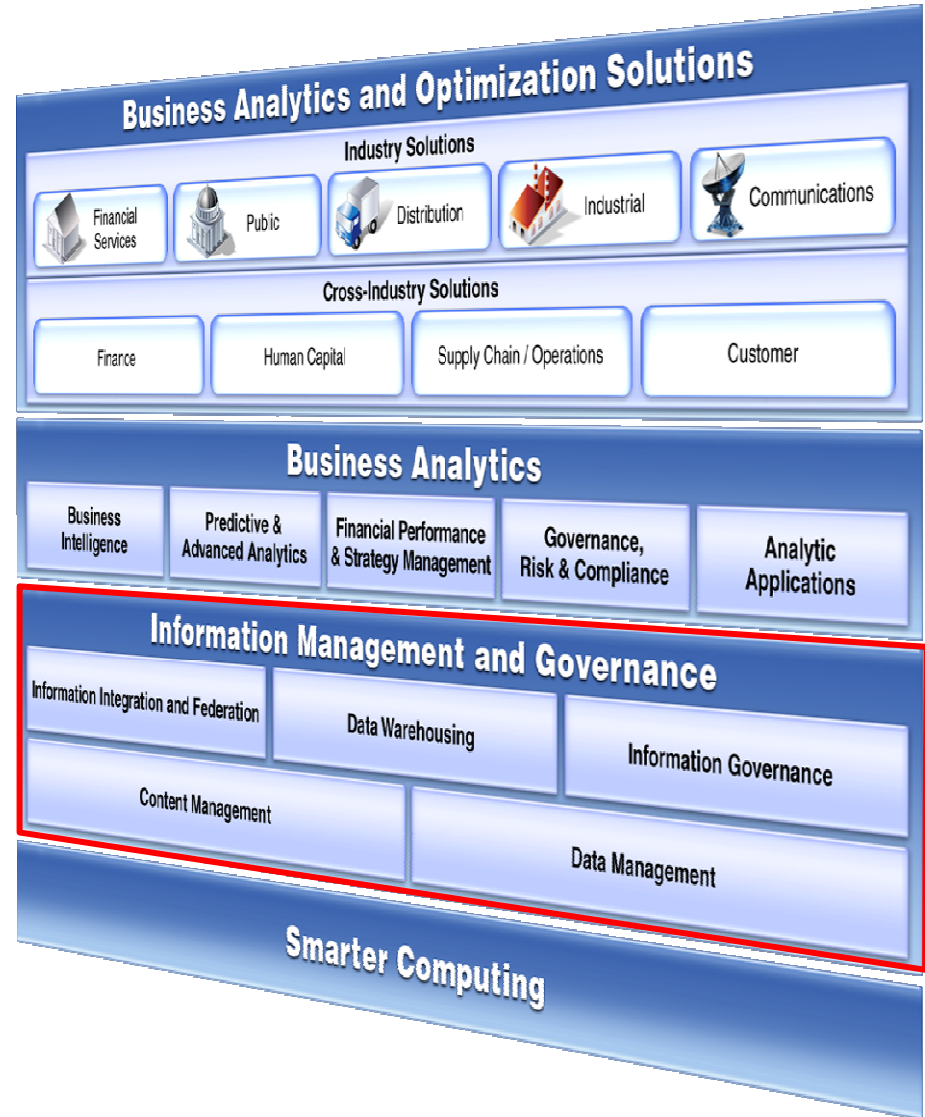 Business Analytics and Optimization Solutions
Industry Solutions
Financial
Services
Pubic
Distribution
Industrial
Communications
Cross-Industry Solutions
Finance
Human Capital
Supply Chain / Operations
Customer
Business Analytics
Business
Intelligence
Predictive &
Advanced Analytics
Financial Performance
& Strategy Management
Governance,
Risk & Compliance
Analytic
Applications
Information Management and Governance
Information Integration and Federation
Data Warehousing
Information Governance
Content Management
Data Management
Smarter Computing